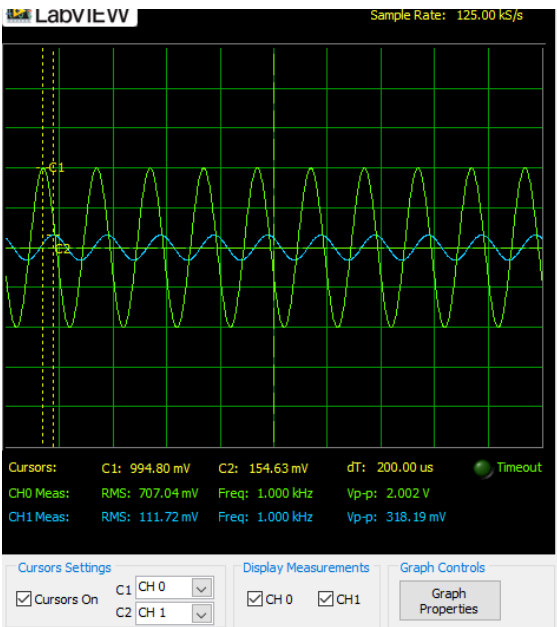 LabVIEW Sample Rate: 125.00 kS/s
C1
C2
Cursors: C1: 994.80 mV C2: 154.63 mV dT: 200.00 us Timeout
CH0 Meas: RMS: 707.04 mV Freq: 1.000 kHz Vp-p: 2.002 V
CH1 Meas: RMS: 111.72 mV Freq: 1.000 kHz Vp-p: 318.19 mV
Cursors Settings Display Measurements Graph Controls
Cursors On C1 CH 0 CH 0 CH1 Graph
C2 CH 1 Properties